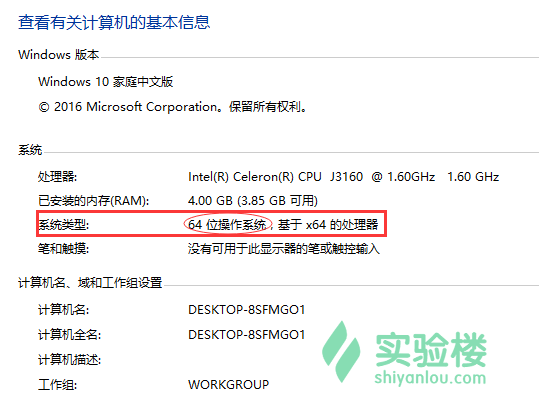 查看有关计算机的基本信息
Windows 版本
Windows 10 家庭中文版
© 2016 Microsoft Corporation。保留所有权利。
系统
处理器: Intel(R) Celeron(R) CPU J3160 @ 1.60GHz 1.60 GHz
已安装的内存(RAM): 4.00 GB (3.85 GB 可用)
系统类型: 64 位操作系统，基于 x64 的处理器
笔和触摸: 没有可用于此显示器的笔或触控输入
计算机名、域和工作组设置
计算机名: DESKTOP-8SFMGO1
计算机全名: DESKTOP-8SFMGO1
计算机描述:
工作组: WORKGROUP
实验楼
shiyanlou.com